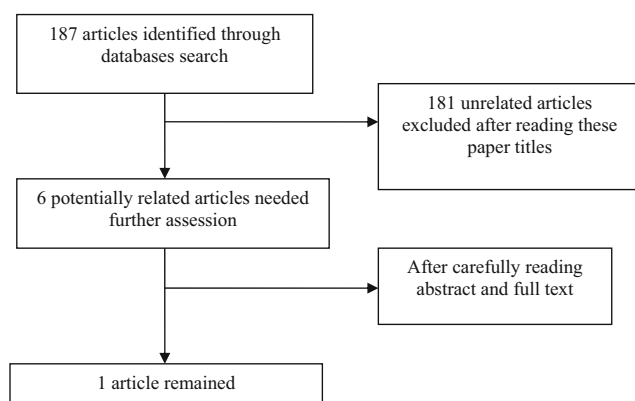 187 articles identified through
databases search
181 unrelated articles
excluded after reading these
paper titles
6 potentially related articles needed
further assession
After carefully reading
abstract and full text
1 article remained